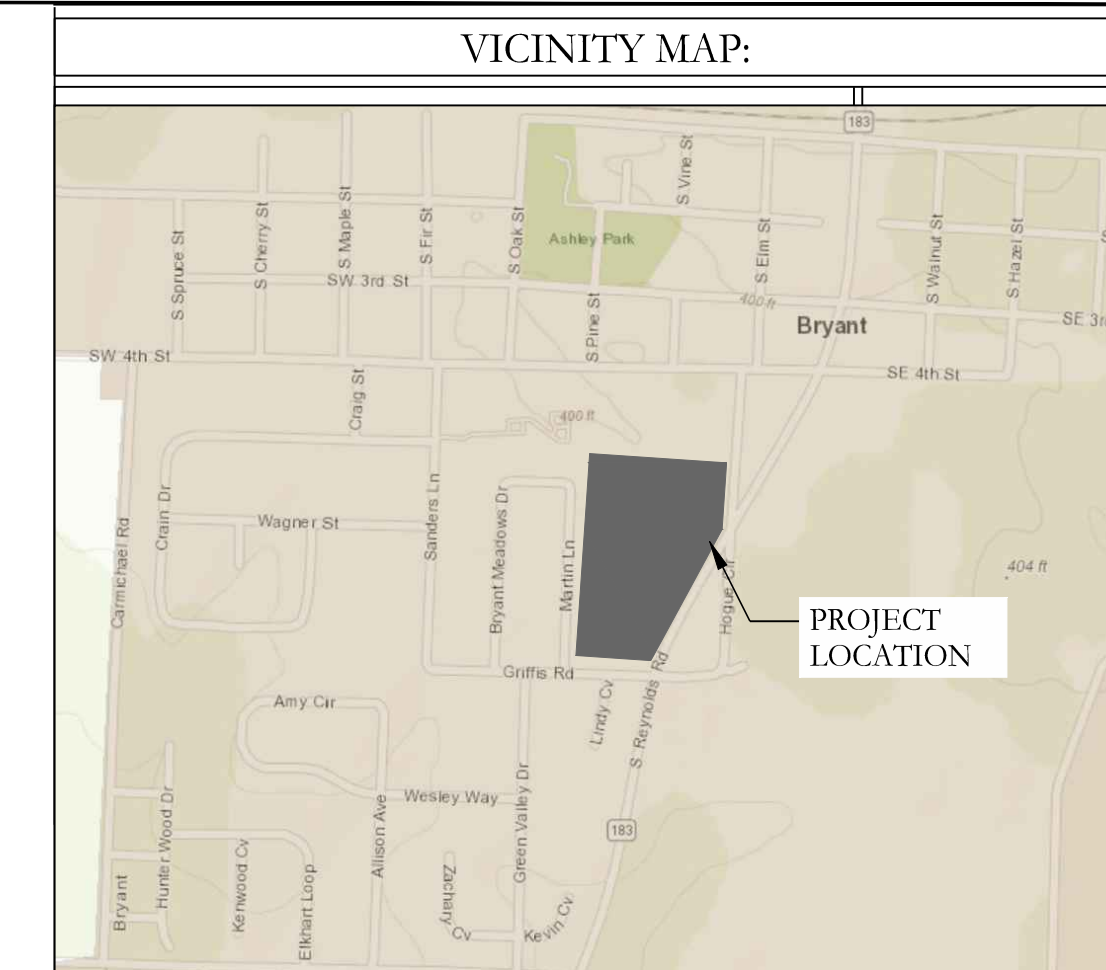 VICINITY MAP:
183
S Vine St
S Maple St
S Cherry St
S Fir St
S Oak St
S Elm St
S Walnut St
S Hazel St
S Spruce St
Ashley Park
SW 3rd St
400 ft
S Pine St
Bryant
SE 3r
SW 4th St
SE 4th St
Craig St
400 ft
Sanders Ln
Crain Dr
Wagner St
Bryant Meadows Dr
Martin Ln
Carmichael Rd
Hogue Cir
404 ft
PROJECT
LOCATION
Griffis Rd
Lindy Cv
S Reynolds Rd
Amy Cir
Wesley Way
Green Valley Dr
Allison Ave
Hunter Wood Dr
183
Kenwood Cv
Elkhart Loop
Bryant
Zachary
Cv
Kevin Cv